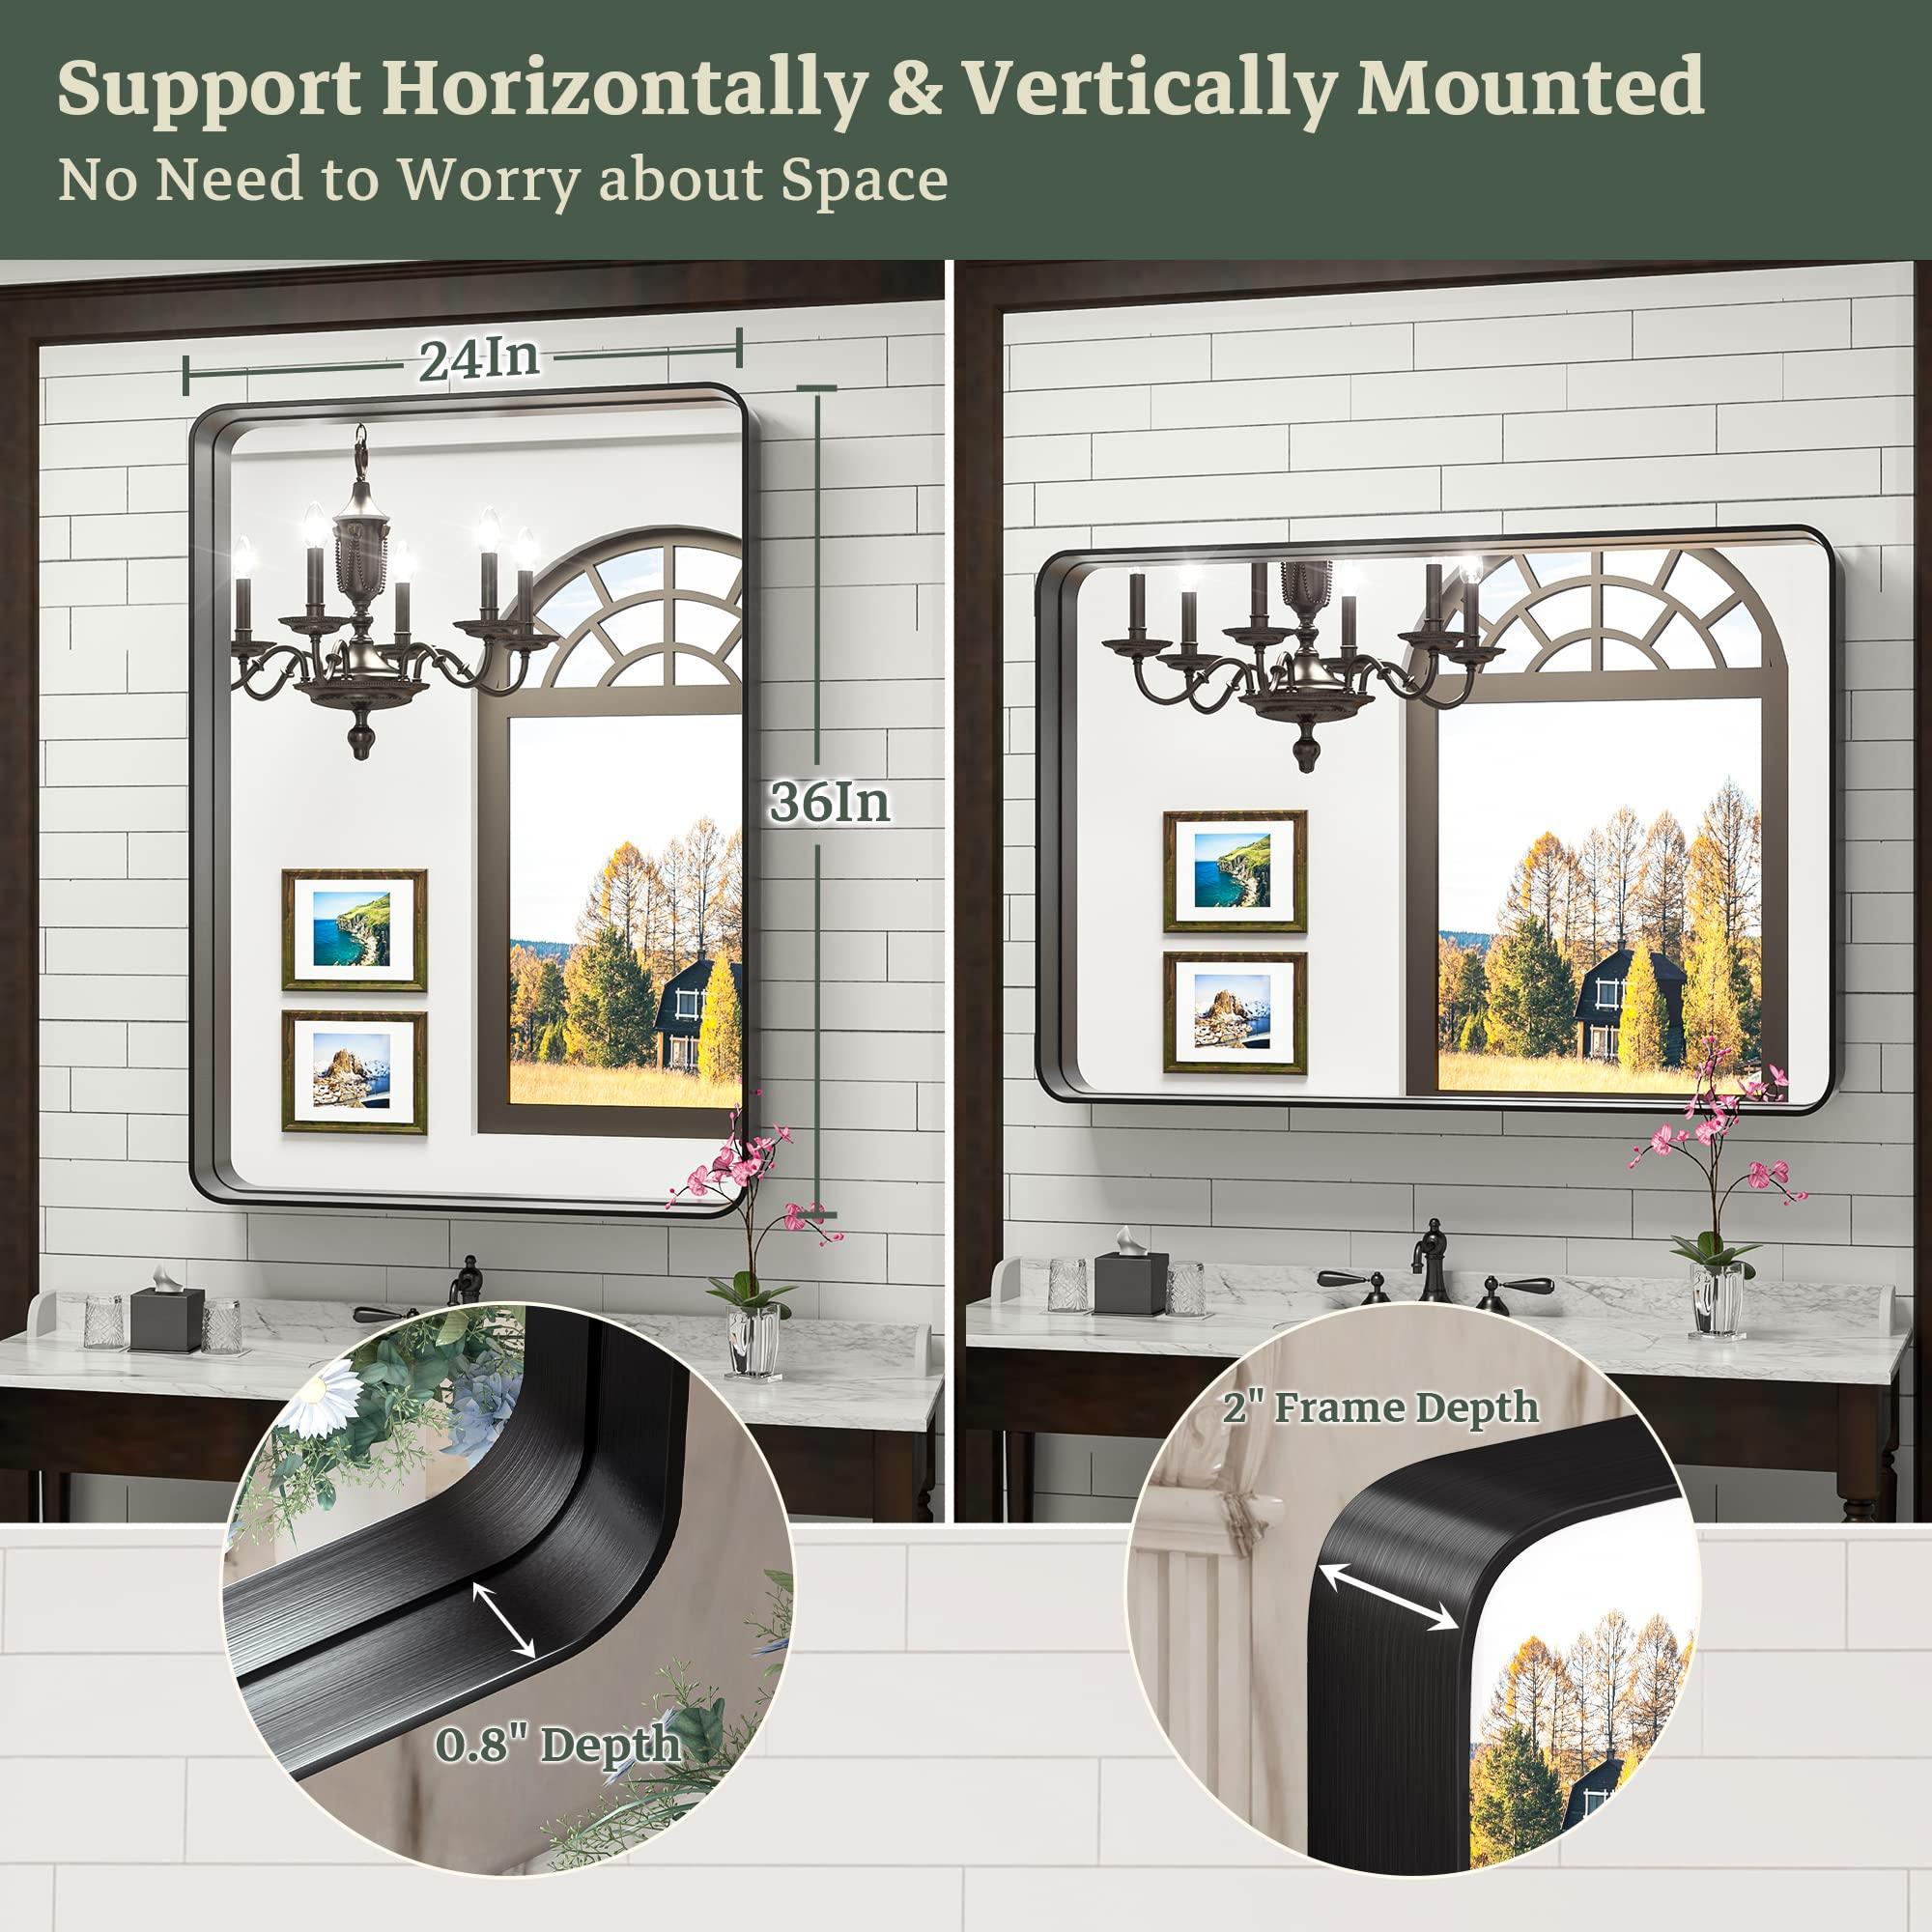 Support Horizontally & Vertically Mounted
No Need to Worry about Space
24In
36In
2" Frame Depth
0.8" Depth